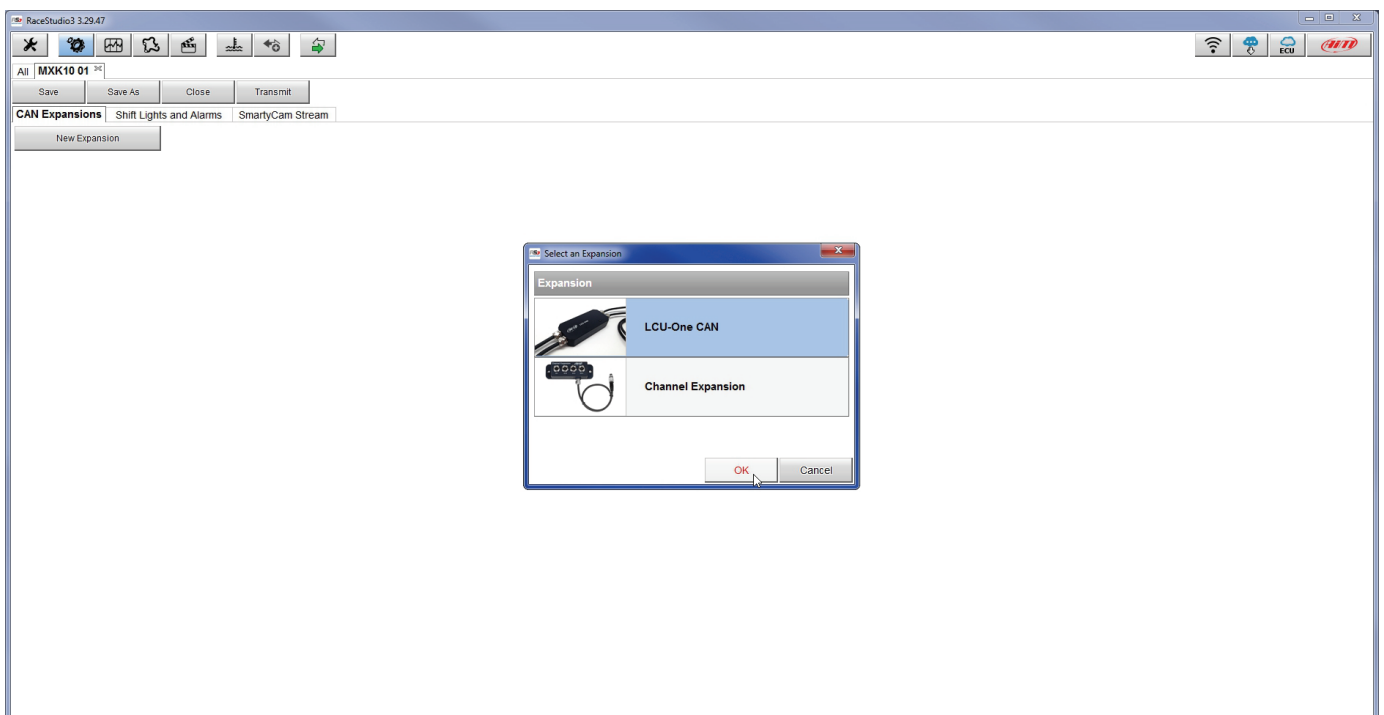 RaceStudio3 3.29.47
ECU
AiM
All MXK10 01
Save Save As Close Transmit
CAN Expansions Shift Lights and Alarms SmartyCam Stream
New Expansion
Select an Expansion
Expansion
LCU-One CAN
Channel Expansion
OK Cancel